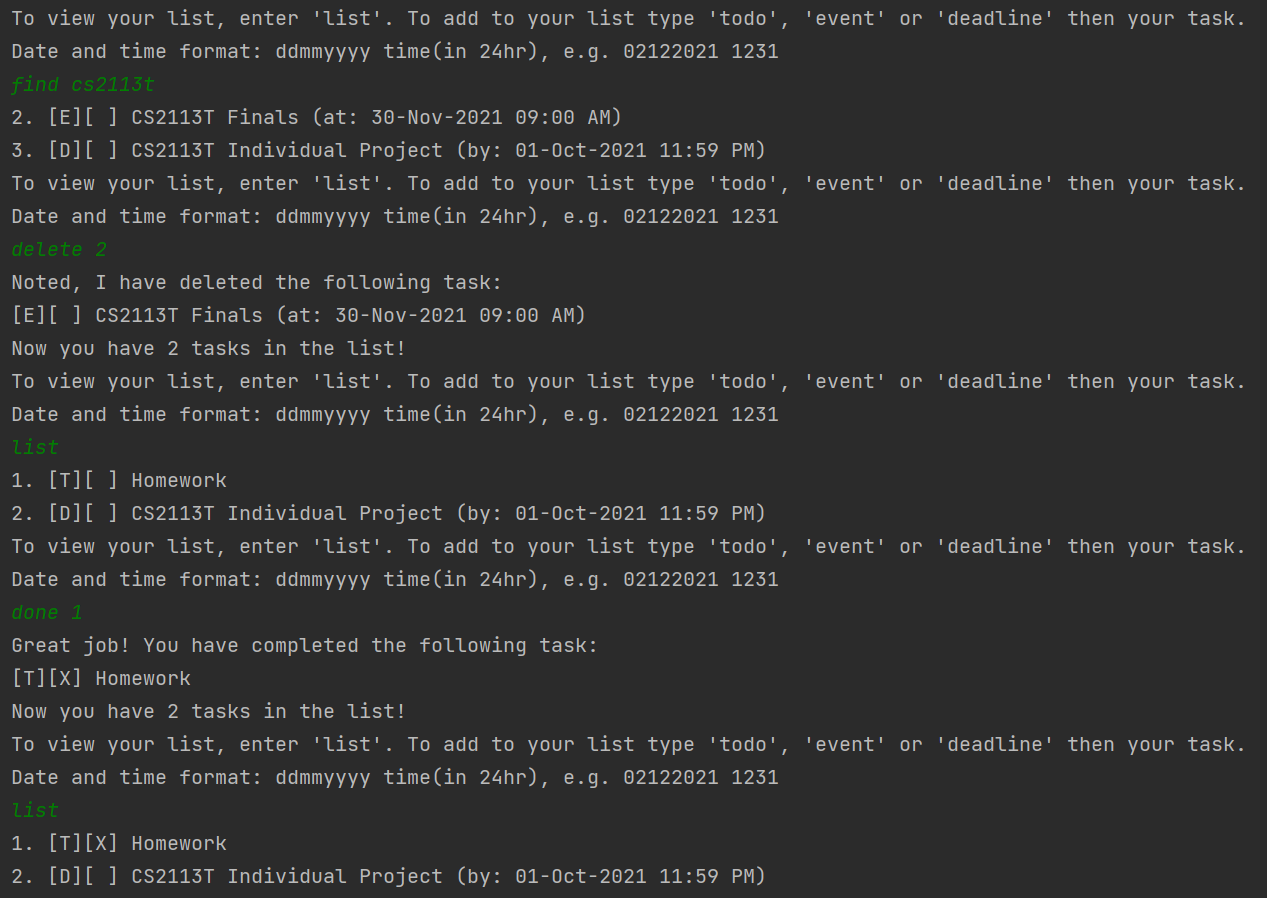 To view your list, enter 'list'. To add to your list type 'todo', 'event' or 'deadline' then your task.
Date and time format: ddmmyyyy time(in 24hr), e.g. 02122021 1231
find cs2113t
2. [E][ ] CS2113T Finals (at: 30-Nov-2021 09:00 AM)
3. [D][ ] CS2113T Individual Project (by: 01-Oct-2021 11:59 PM)
To view your list, enter 'list'. To add to your list type 'todo', 'event' or 'deadline' then your task.
Date and time format: ddmmyyyy time(in 24hr), e.g. 02122021 1231
delete 2
Noted, I have deleted the following task:
[E][ ] CS2113T Finals (at: 30-Nov-2021 09:00 AM)
Now you have 2 tasks in the list!
To view your list, enter 'list'. To add to your list type 'todo', 'event' or 'deadline' then your task.
Date and time format: ddmmyyyy time(in 24hr), e.g. 02122021 1231
list
1. [T][ ] Homework
2. [D][ ] CS2113T Individual Project (by: 01-Oct-2021 11:59 PM)
To view your list, enter 'list'. To add to your list type 'todo', 'event' or 'deadline' then your task.
Date and time format: ddmmyyyy time(in 24hr), e.g. 02122021 1231
done 1
Great job! You have completed the following task:
[T][X] Homework
Now you have 2 tasks in the list!
To view your list, enter 'list'. To add to your list type 'todo', 'event' or 'deadline' then your task.
Date and time format: ddmmyyyy time(in 24hr), e.g. 02122021 1231
list
1. [T][X] Homework
2. [D][ ] CS2113T Individual Project (by: 01-Oct-2021 11:59 PM)